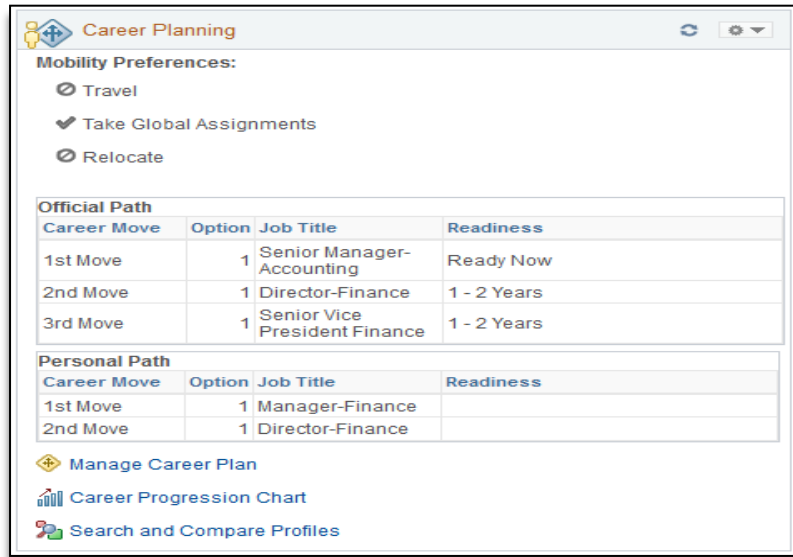 Career Planning
Mobility Preferences:
Travel
Take Global Assignments
Relocate
Official Path
Career Move Option Job Title Readiness
1st Move 1 Senior Manager-
Accounting Ready Now
2nd Move 1 Director-Finance 1 - 2 Years
3rd Move 1 Senior Vice
President Finance 1 - 2 Years
Personal Path
Career Move Option Job Title Readiness
1st Move 1 Manager-Finance
2nd Move 1 Director-Finance
Manage Career Plan
Career Progression Chart
Search and Compare Profiles